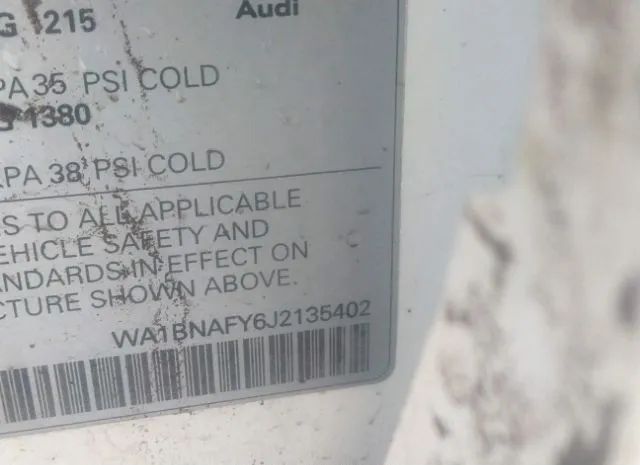 G 1215 Audi
PA 35 PSI COLD
G 1380
PA 38 PSI COLD
S TO ALL APPLICABLE
EHICLE SAFETY AND
ANDARDS IN EFFECT ON
CTURE SHOWN ABOVE.
WA1BNAFY6J2135402